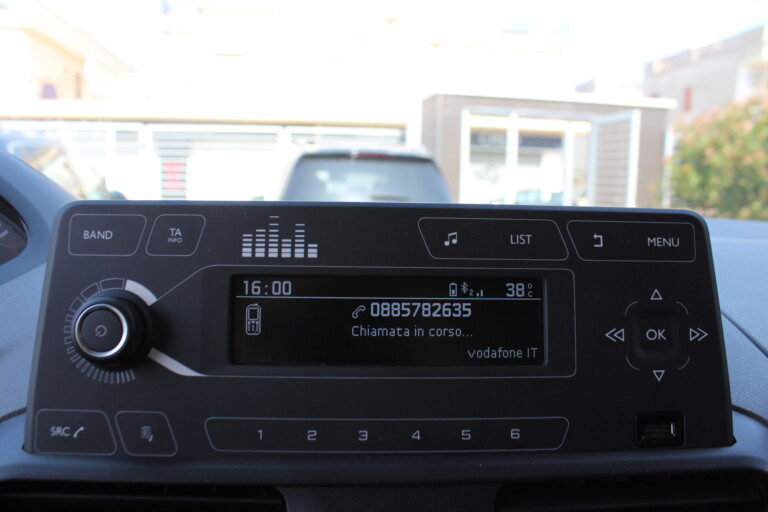 BAND
TA
INFO
LIST
MENU
16:00
2
38°C
0885782635
Chiamata in corso...
vodafone IT
OK
SRC
1 2 3 4 5 6